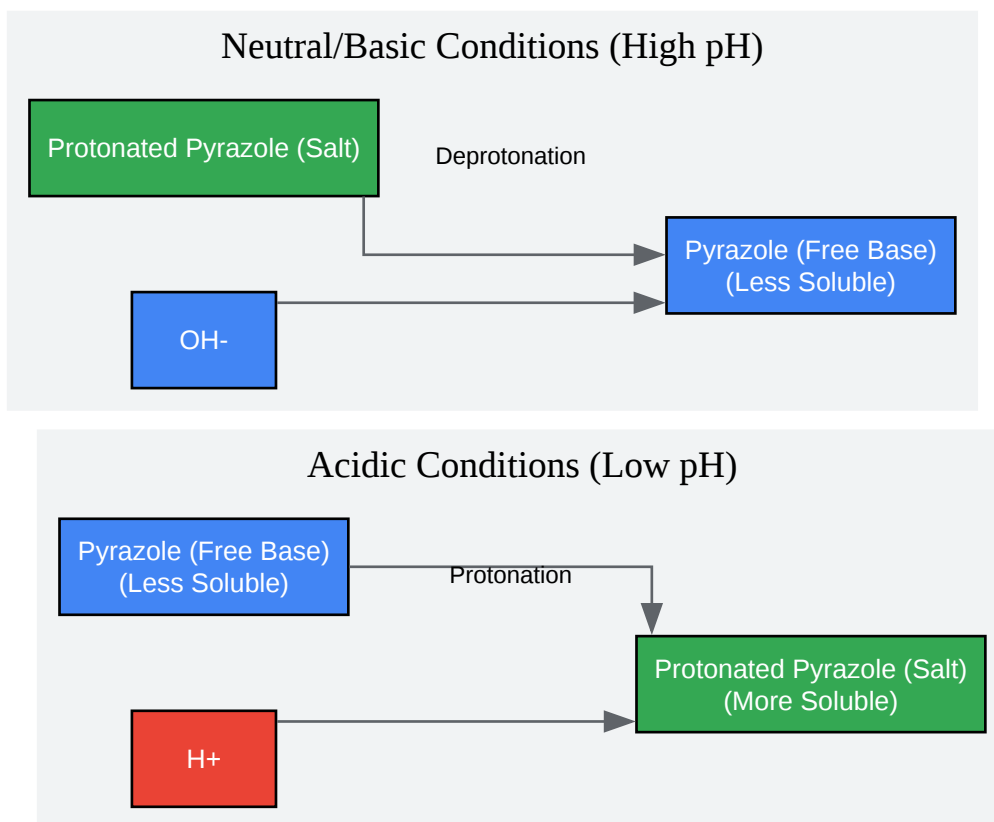 Neutral/Basic Conditions (High pH)
Protonated Pyrazole (Salt)
Deprotonation
Pyrazole (Free Base)
(Less Soluble)
OH-
Acidic Conditions (Low pH)
Pyrazole (Free Base)
(Less Soluble)
Protonation
Protonated Pyrazole (Salt)
(More Soluble)
H+